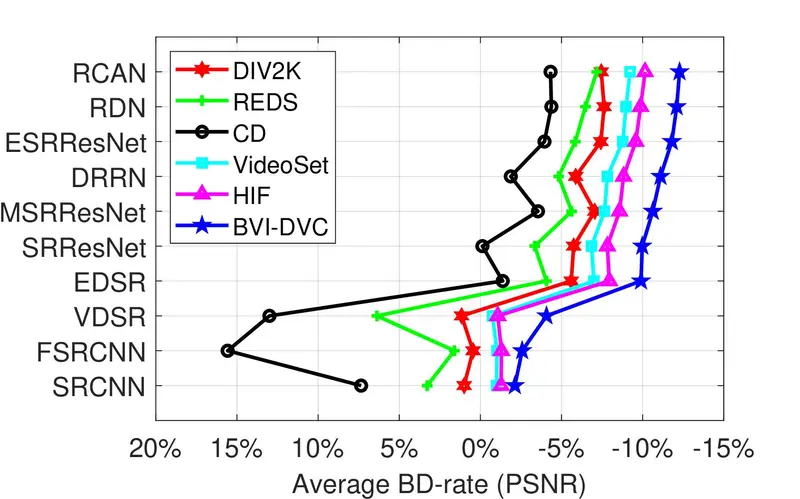 RCAN
RDN
ESRResNet
DRRN
MSRResNet
SRResNet
EDSR
VDSR
FSRCNN
SRCNN
DIV2K
REDS
CD
VideoSet
HIF
BVI-DVC
20% 15% 10% 5% 0% -5% -10% -15%
Average BD-rate (PSNR)